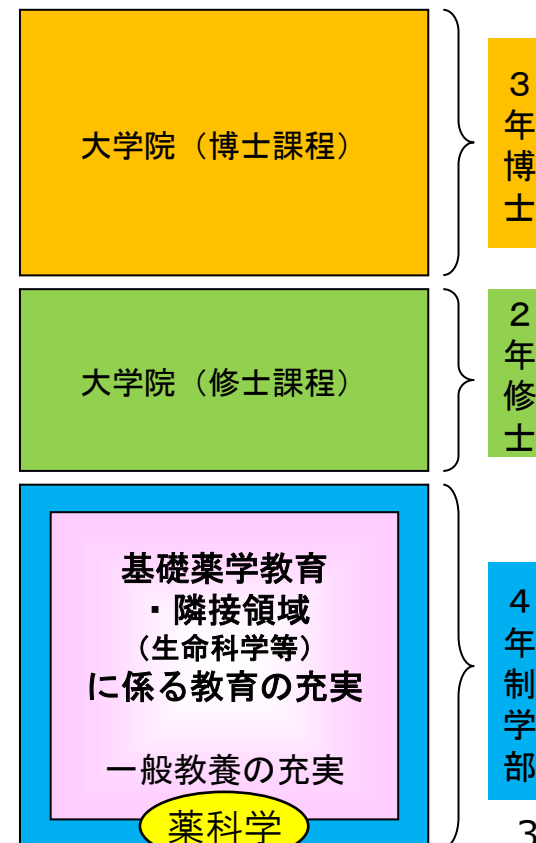 大学院（博士課程）
３年博士
大学院（修士課程）
２年修士
基礎薬学教育
・隣接領域
（生命科学等）
に係る教育の充実
一般教養の充実
薬科学
４年制学部
3